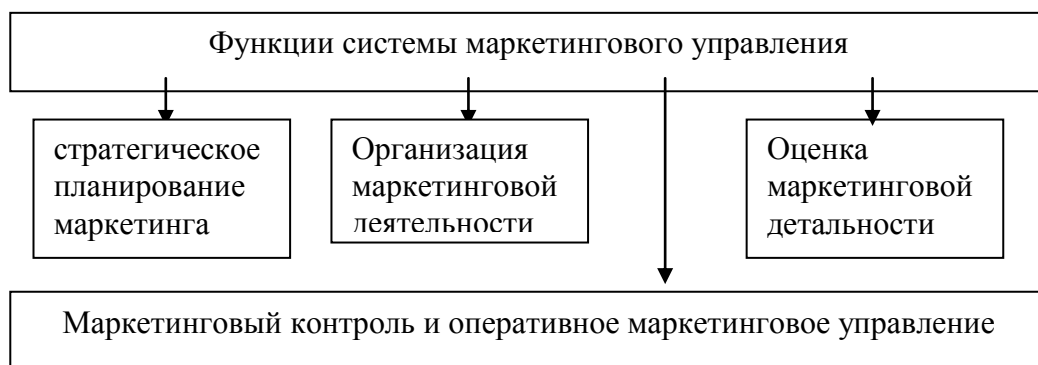 Функции системы маркетингового управления
стратегическое
планирование
маркетинга
Организация
маркетинговой
деятельности
Оценка
маркетинговой
детальности
Маркетинговый контроль и оперативное маркетинговое управление